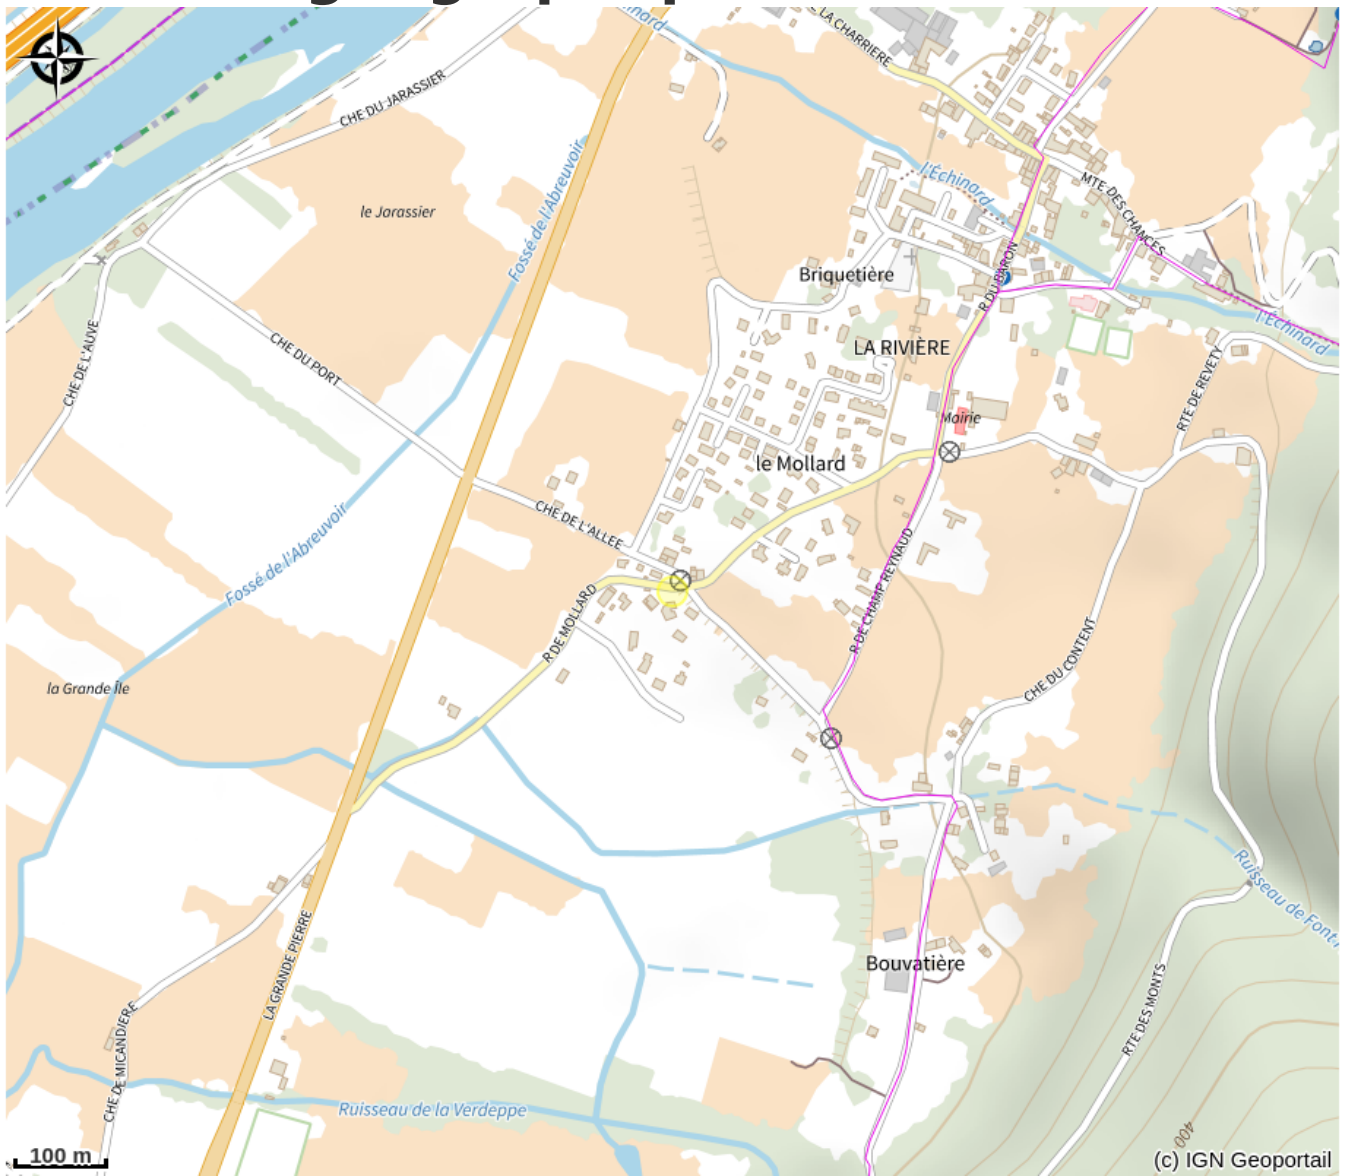 LA CHARRIERE
CHE DU JARASSIER
l'Échinard
MTE DES CHANCES
le Jarassier
Fossé de l'Abreuvoir
R DU BARON
Briquetière
l'Échinard
CHE DE L'AUVE
CHE DU PORT
LA RIVIÈRE
RTE DE REVETY
Mairie
le Mollard
CHE DE L'ALLEE
Fossé de l'Abreuvoir
R DE CHAMP REYNAUD
R DE MOLLARD
CHE DU CONTENT
la Grande Île
Ruisseau de Font-
LA GRANDE PIERRE
Bouvatière
RTE DES MONTS
CHE DE MICANDIERE
Ruisseau de la Verdeppe
400
100 m
(c) IGN Geoportail